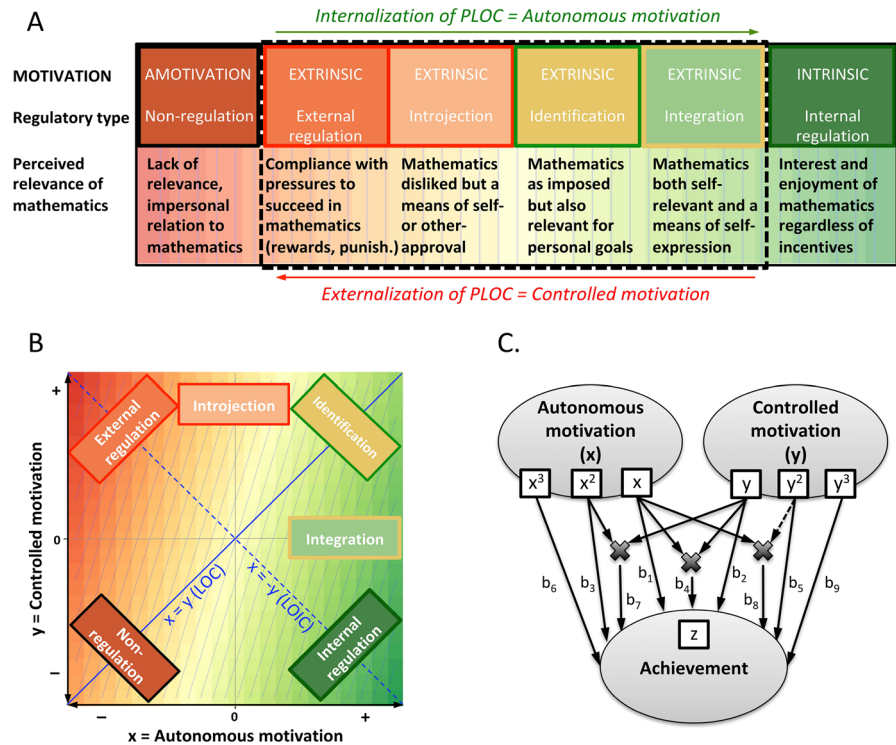 A
Internalization of PLOC = Autonomous motivation
MOTIVATION
AMOTIVATION
EXTRINSIC
EXTRINSIC
EXTRINSIC
EXTRINSIC
INTRINSIC
Regulatory type
Non-regulation
External
regulation
Introjection
Identification
Integration
Internal
regulation
Perceived
relevance of
mathematics
Lack of
relevance,
impersonal
relation to
mathematics
Compliance with
pressures to
succeed in
mathematics
(rewards, punish.)
Mathematics
disliked but a
means of self-
or other-
approval
Mathematics
as imposed
but also
relevant for
personal goals
Mathematics
both self-
relevant and a
means of self-
expression
Interest and
enjoyment of
mathematics
regardless of
incentives
Externalization of PLOC = Controlled motivation
B
+
External
regulation
Introjection
Identification
y = Controlled motivation
0
Integration
x = y (LOC)
x = -y (LOIC)
Non-
regulation
Internal
regulation
–
–
0
+
x = Autonomous motivation
C.
Autonomous
motivation
(x)
Controlled
motivation
(y)
x³
x²
x
y
y²
y³
b₆
b₃
b₇
b₁
b₄
b₂
b₈
b₅
b₉
z
Achievement